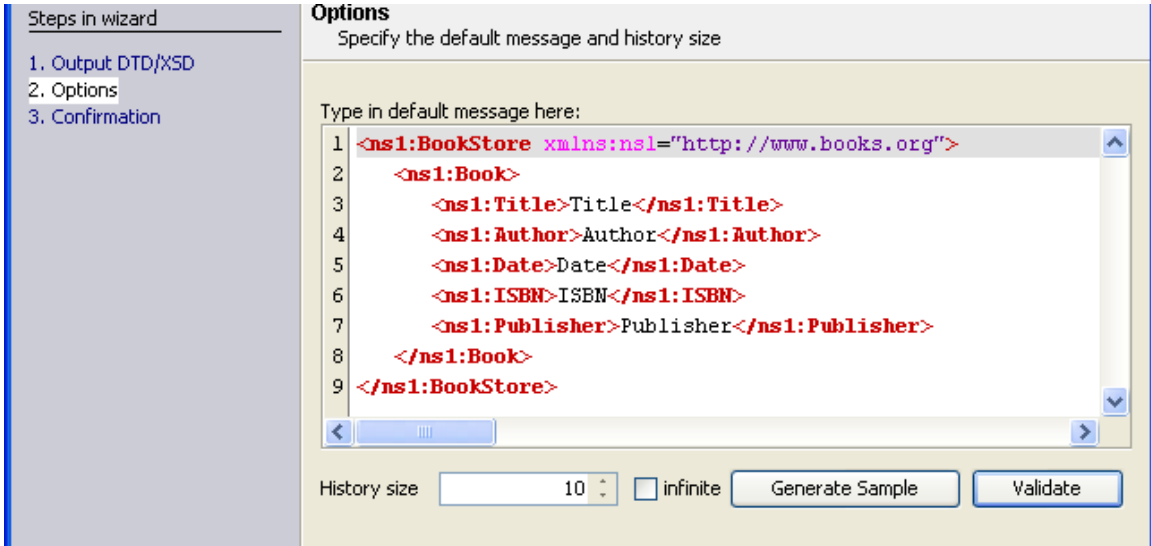 Steps in wizard
1. Output DTD/XSD
2. Options
3. Confirmation
Options
Specify the default message and history size
Type in default message here:
1 <ns1:BookStore xmlns:nsl="http://www.books.org">
2 <ns1:Book>
3 <ns1:Title>Title</ns1:Title>
4 <ns1:Author>Author</ns1:Author>
5 <ns1:Date>Date</ns1:Date>
6 <ns1:ISBN>ISBN</ns1:ISBN>
7 <ns1:Publisher>Publisher</ns1:Publisher>
8 </ns1:Book>
9 </ns1:BookStore>
History size 10 infinite Generate Sample Validate